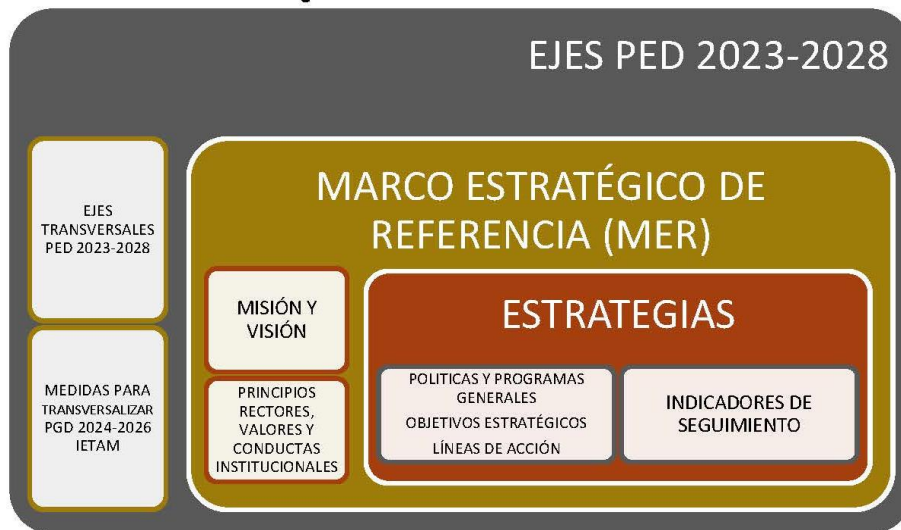 EJES PED 2023-2028
EJES
TRANSVERSALES
PED 2023-2028
MEDIDAS PARA
TRANSVERSALIZAR
PGD 2024-2026
IETAM
MARCO ESTRATÉGICO DE
REFERENCIA (MER)
MISIÓN Y
VISIÓN
PRINCIPIOS
RECTORES,
VALORES Y
CONDUCTAS
INSTITUCIONALES
ESTRATEGIAS
POLITICAS Y PROGRAMAS
GENERALES
OBJETIVOS ESTRATÉGICOS
LÍNEAS DE ACCIÓN
INDICADORES DE
SEGUIMIENTO